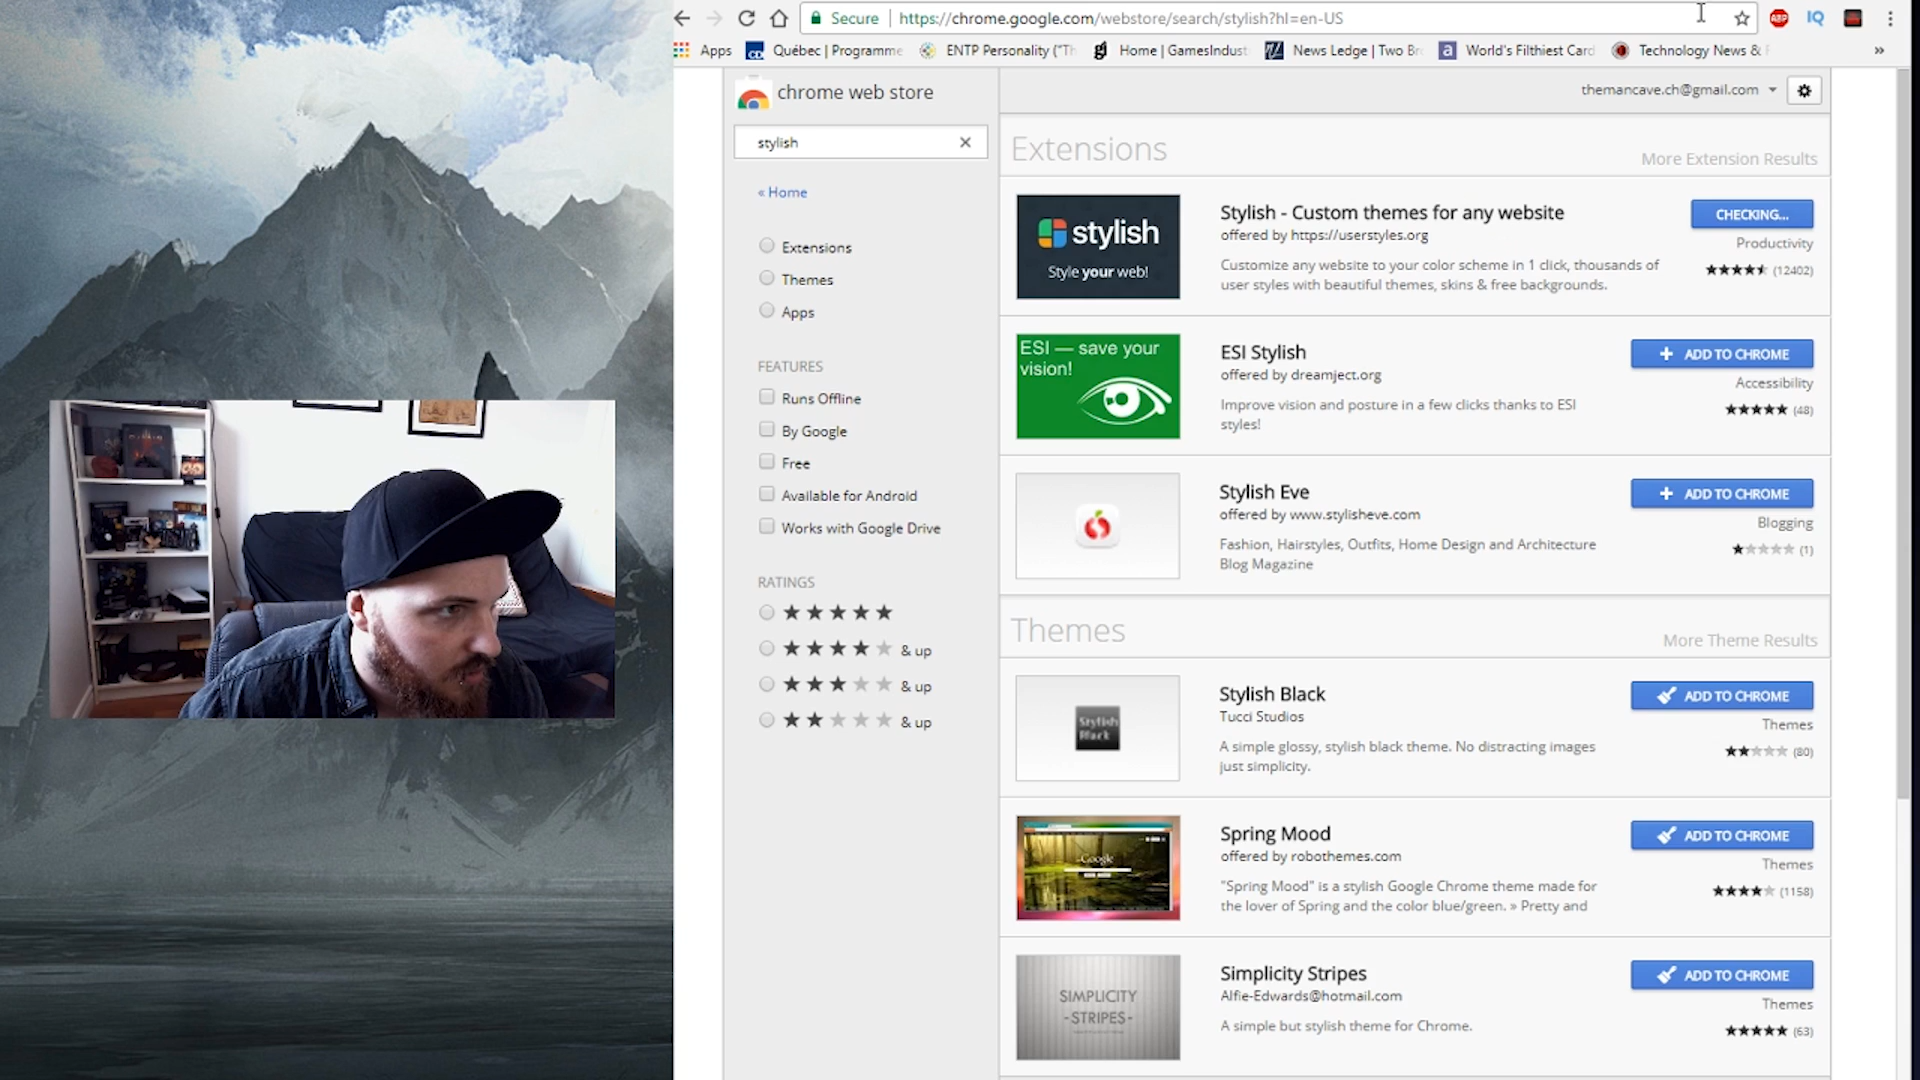 Secure https://chrome.google.com/webstore/search/stylish?hl=en-US
ABP IQ
Apps Québec | Programme ENTP Personality ("Th Home | GamesIndust News Ledge | Two Br World's Filthiest Card Technology News & »
chrome web store
themancave.ch@gmail.com
stylish
« Home
Extensions
Themes
Apps
FEATURES
Runs Offline
By Google
Free
Available for Android
Works with Google Drive
RATINGS
& up
& up
& up
Extensions
More Extension Results
stylish
Style your web!
Stylish - Custom themes for any website
offered by https://userstyles.org
Customize any website to your color scheme in 1 click, thousands of
user styles with beautiful themes, skins & free backgrounds.
CHECKING...
Productivity
(12402)
ESI — save your
vision!
ESI Stylish
offered by dreamject.org
Improve vision and posture in a few clicks thanks to ESI
styles!
ADD TO CHROME
Accessibility
(48)
Stylish Eve
offered by www.stylisheve.com
Fashion, Hairstyles, Outfits, Home Design and Architecture
Blog Magazine
ADD TO CHROME
Blogging
(1)
Themes
More Theme Results
Stylish
Black
Stylish Black
Tucci Studios
A simple glossy, stylish black theme. No distracting images
just simplicity.
ADD TO CHROME
Themes
(80)
Google
Spring Mood
offered by robothemes.com
"Spring Mood" is a stylish Google Chrome theme made for
the lover of Spring and the color blue/green. » Pretty and
ADD TO CHROME
Themes
(1158)
SIMPLICITY
-STRIPES-
Simplicity Stripes
Alfie-Edwards@hotmail.com
A simple but stylish theme for Chrome.
ADD TO CHROME
Themes
(63)